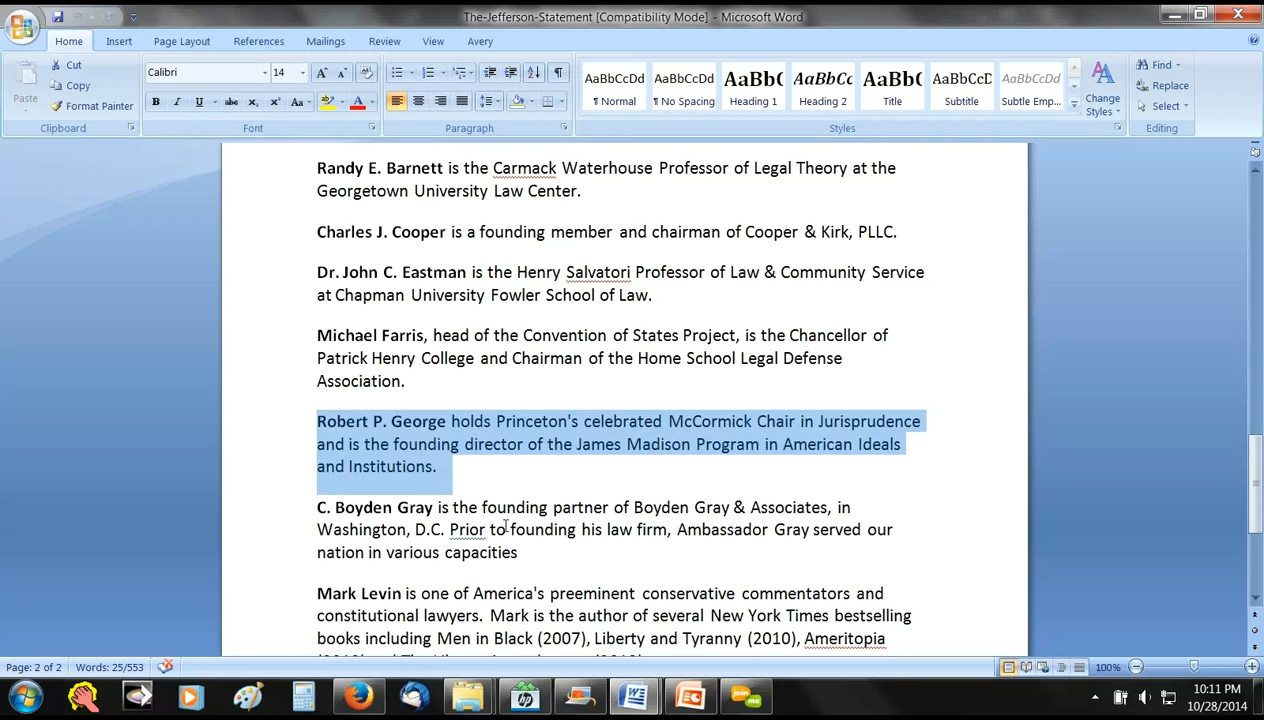 The-Jefferson-Statement [Compatibility Mode] - Microsoft Word
Home Insert Page Layout References Mailings Review View Avery
Paste
Cut
Copy
Format Painter
Clipboard
Calibri 14
Font
Paragraph
AaBbCcDd AaBbCcDd AaBbC AaBbCc AaBbC AaBbCcD AaBbCcDd
¶ Normal ¶ No Spacing Heading 1 Heading 2 Title Subtitle Subtle Emp...
Change
Styles
Styles
Find
Replace
Select
Editing
Randy E. Barnett is the Carmack Waterhouse Professor of Legal Theory at the
Georgetown University Law Center.
Charles J. Cooper is a founding member and chairman of Cooper & Kirk, PLLC.
Dr. John C. Eastman is the Henry Salvatori Professor of Law & Community Service
at Chapman University Fowler School of Law.
Michael Farris, head of the Convention of States Project, is the Chancellor of
Patrick Henry College and Chairman of the Home School Legal Defense
Association.
Robert P. George holds Princeton's celebrated McCormick Chair in Jurisprudence
and is the founding director of the James Madison Program in American Ideals
and Institutions.
C. Boyden Gray is the founding partner of Boyden Gray & Associates, in
Washington, D.C. Prior to founding his law firm, Ambassador Gray served our
nation in various capacities
Mark Levin is one of America's preeminent conservative commentators and
constitutional lawyers. Mark is the author of several New York Times bestselling
books including Men in Black (2007), Liberty and Tyranny (2010), Ameritopia
Page: 2 of 2 Words: 25/553 100%
hp join me 10:11 PM
10/28/2014